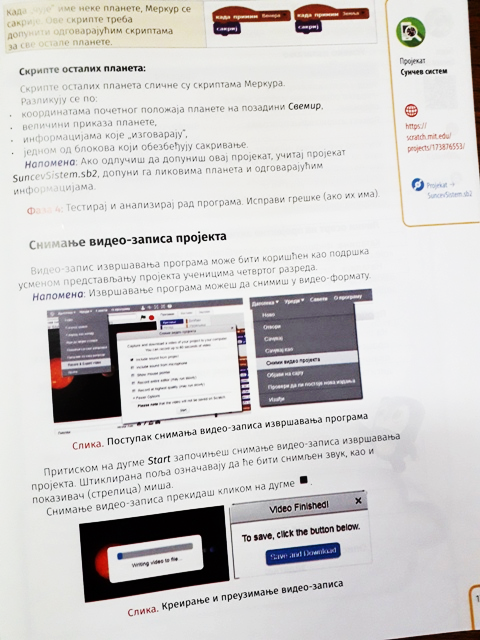 Када „чује” име неке планете, Меркур се
сакрије. Ове скрипте треба
допунити одговарајућим скриптама
за све остале планете.
када примим Венера
сакриј
када примим Земља
сакриј
Пројекат
Сунчев систем
https://
scratch.mit.edu/
projects/173876553/
Projekat →
SuncevSistem.sb2
Скрипте осталих планета:
Скрипте осталих планета сличне су скриптама Меркура.
Разликују се по:
• координатама почетног положаја планете на позадини Свемир,
• величини приказа планете,
• информацијама које „изговарају”,
• једном од блокова који обезбеђују сакривање.
Напомена: Ако одлучиш да допуниш овај пројекат, учитај пројекат
SuncevSistem.sb2, допуни га ликовима планета и одговарајућим
информацијама.
Фаза 4: Тестирај и анализирај рад програма. Исправи грешке (ако их има).
Снимање видео-записа пројекта
Видео-запис извршавања програма може бити коришћен као подршка
усменом представљању пројекта ученицима четвртог разреда.
Напомена: Извршавање програма можеш да снимиш у видео-формату.
Датотека Уреди Савети О програму
Ново
Отвори
Сачувај
Сачувај као
Сними видео пројекта
Објави на сајту
Провери да ли постоје нова издања
Изађи
Слика. Поступак снимања видео-записа извршавања програма
Притиском на дугме Start започињеш снимање видео-записа извршавања
пројекта. Штиклирана поља означавају да ће бити снимљен звук, као и
показивач (стрелица) миша.
Снимање видео-записа прекидаш кликом на дугме ■.
Writing video to file...
Video Finished!
To save, click the button below.
Save and Download
Слика. Креирање и преузимање видео-записа